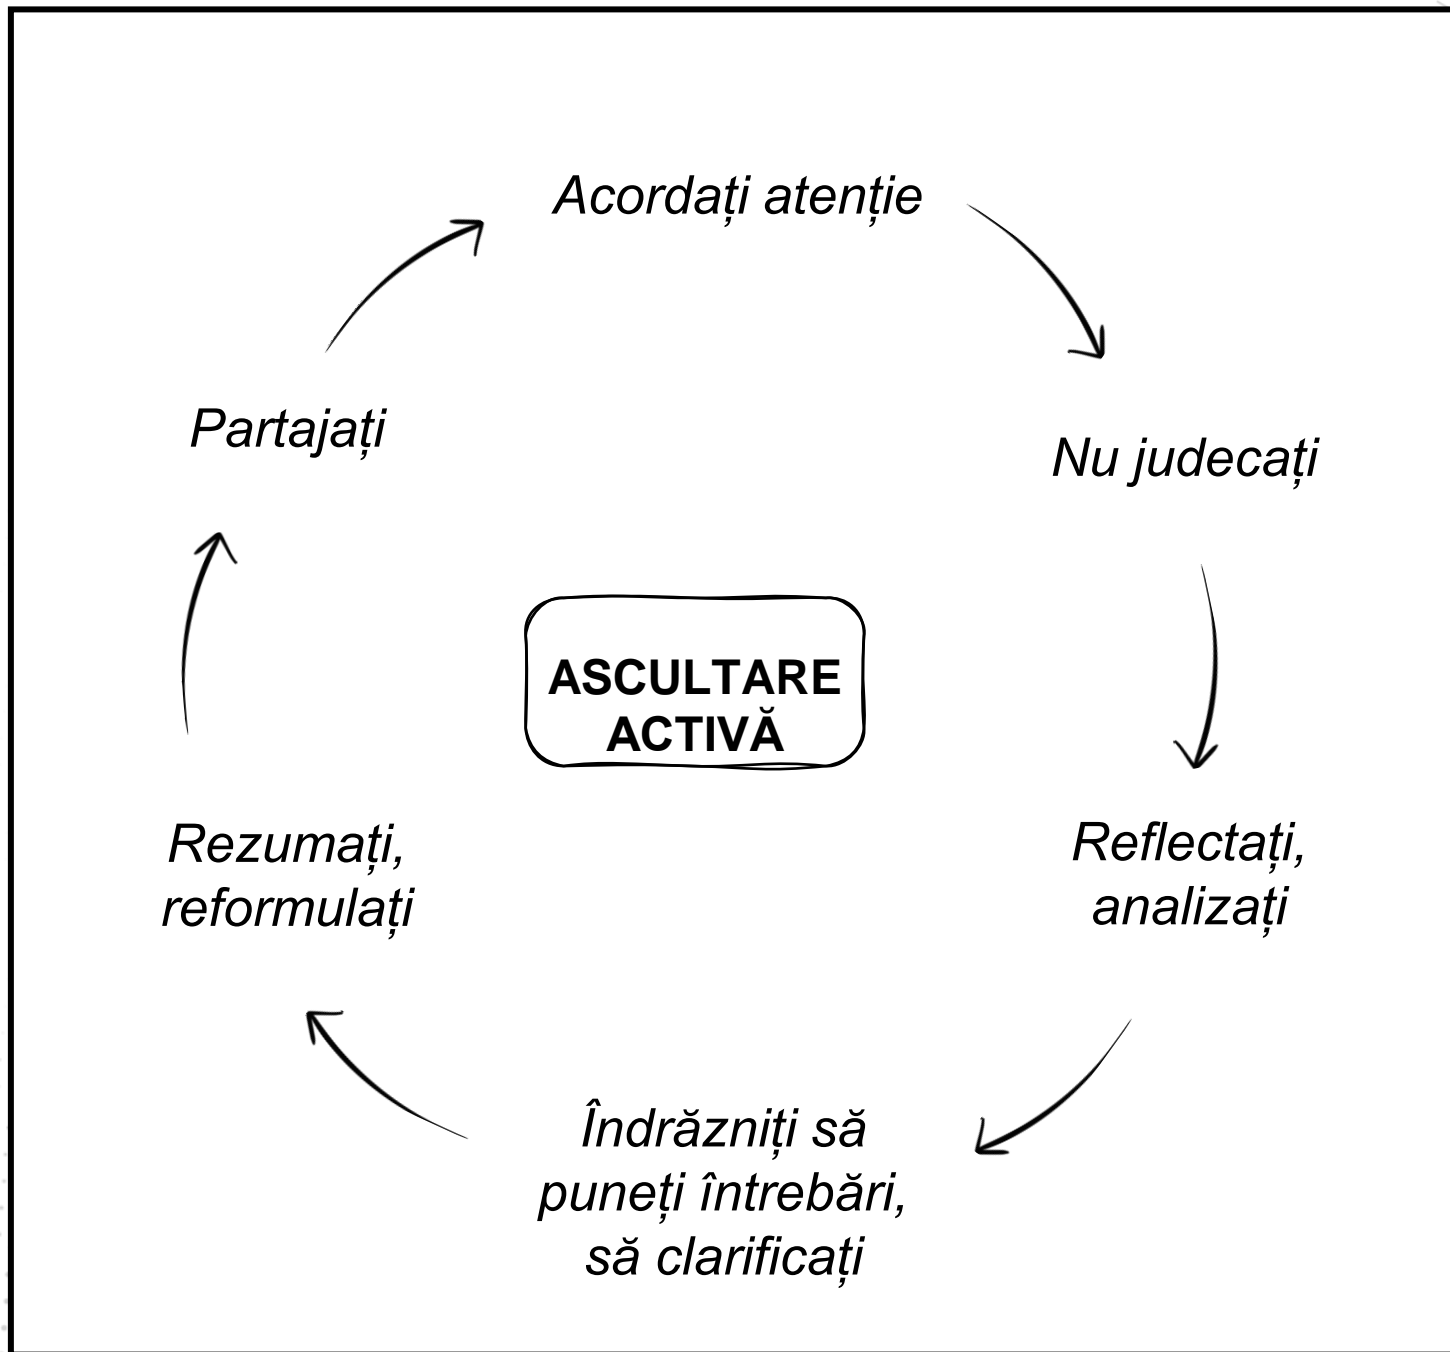 Acordați atenție
Nu judecați
Reflectați,
analizați
Îndrăzniți să
puneți întrebări,
să clarificați
Rezumați,
reformulați
Partajați
ASCULTARE
ACTIVĂ